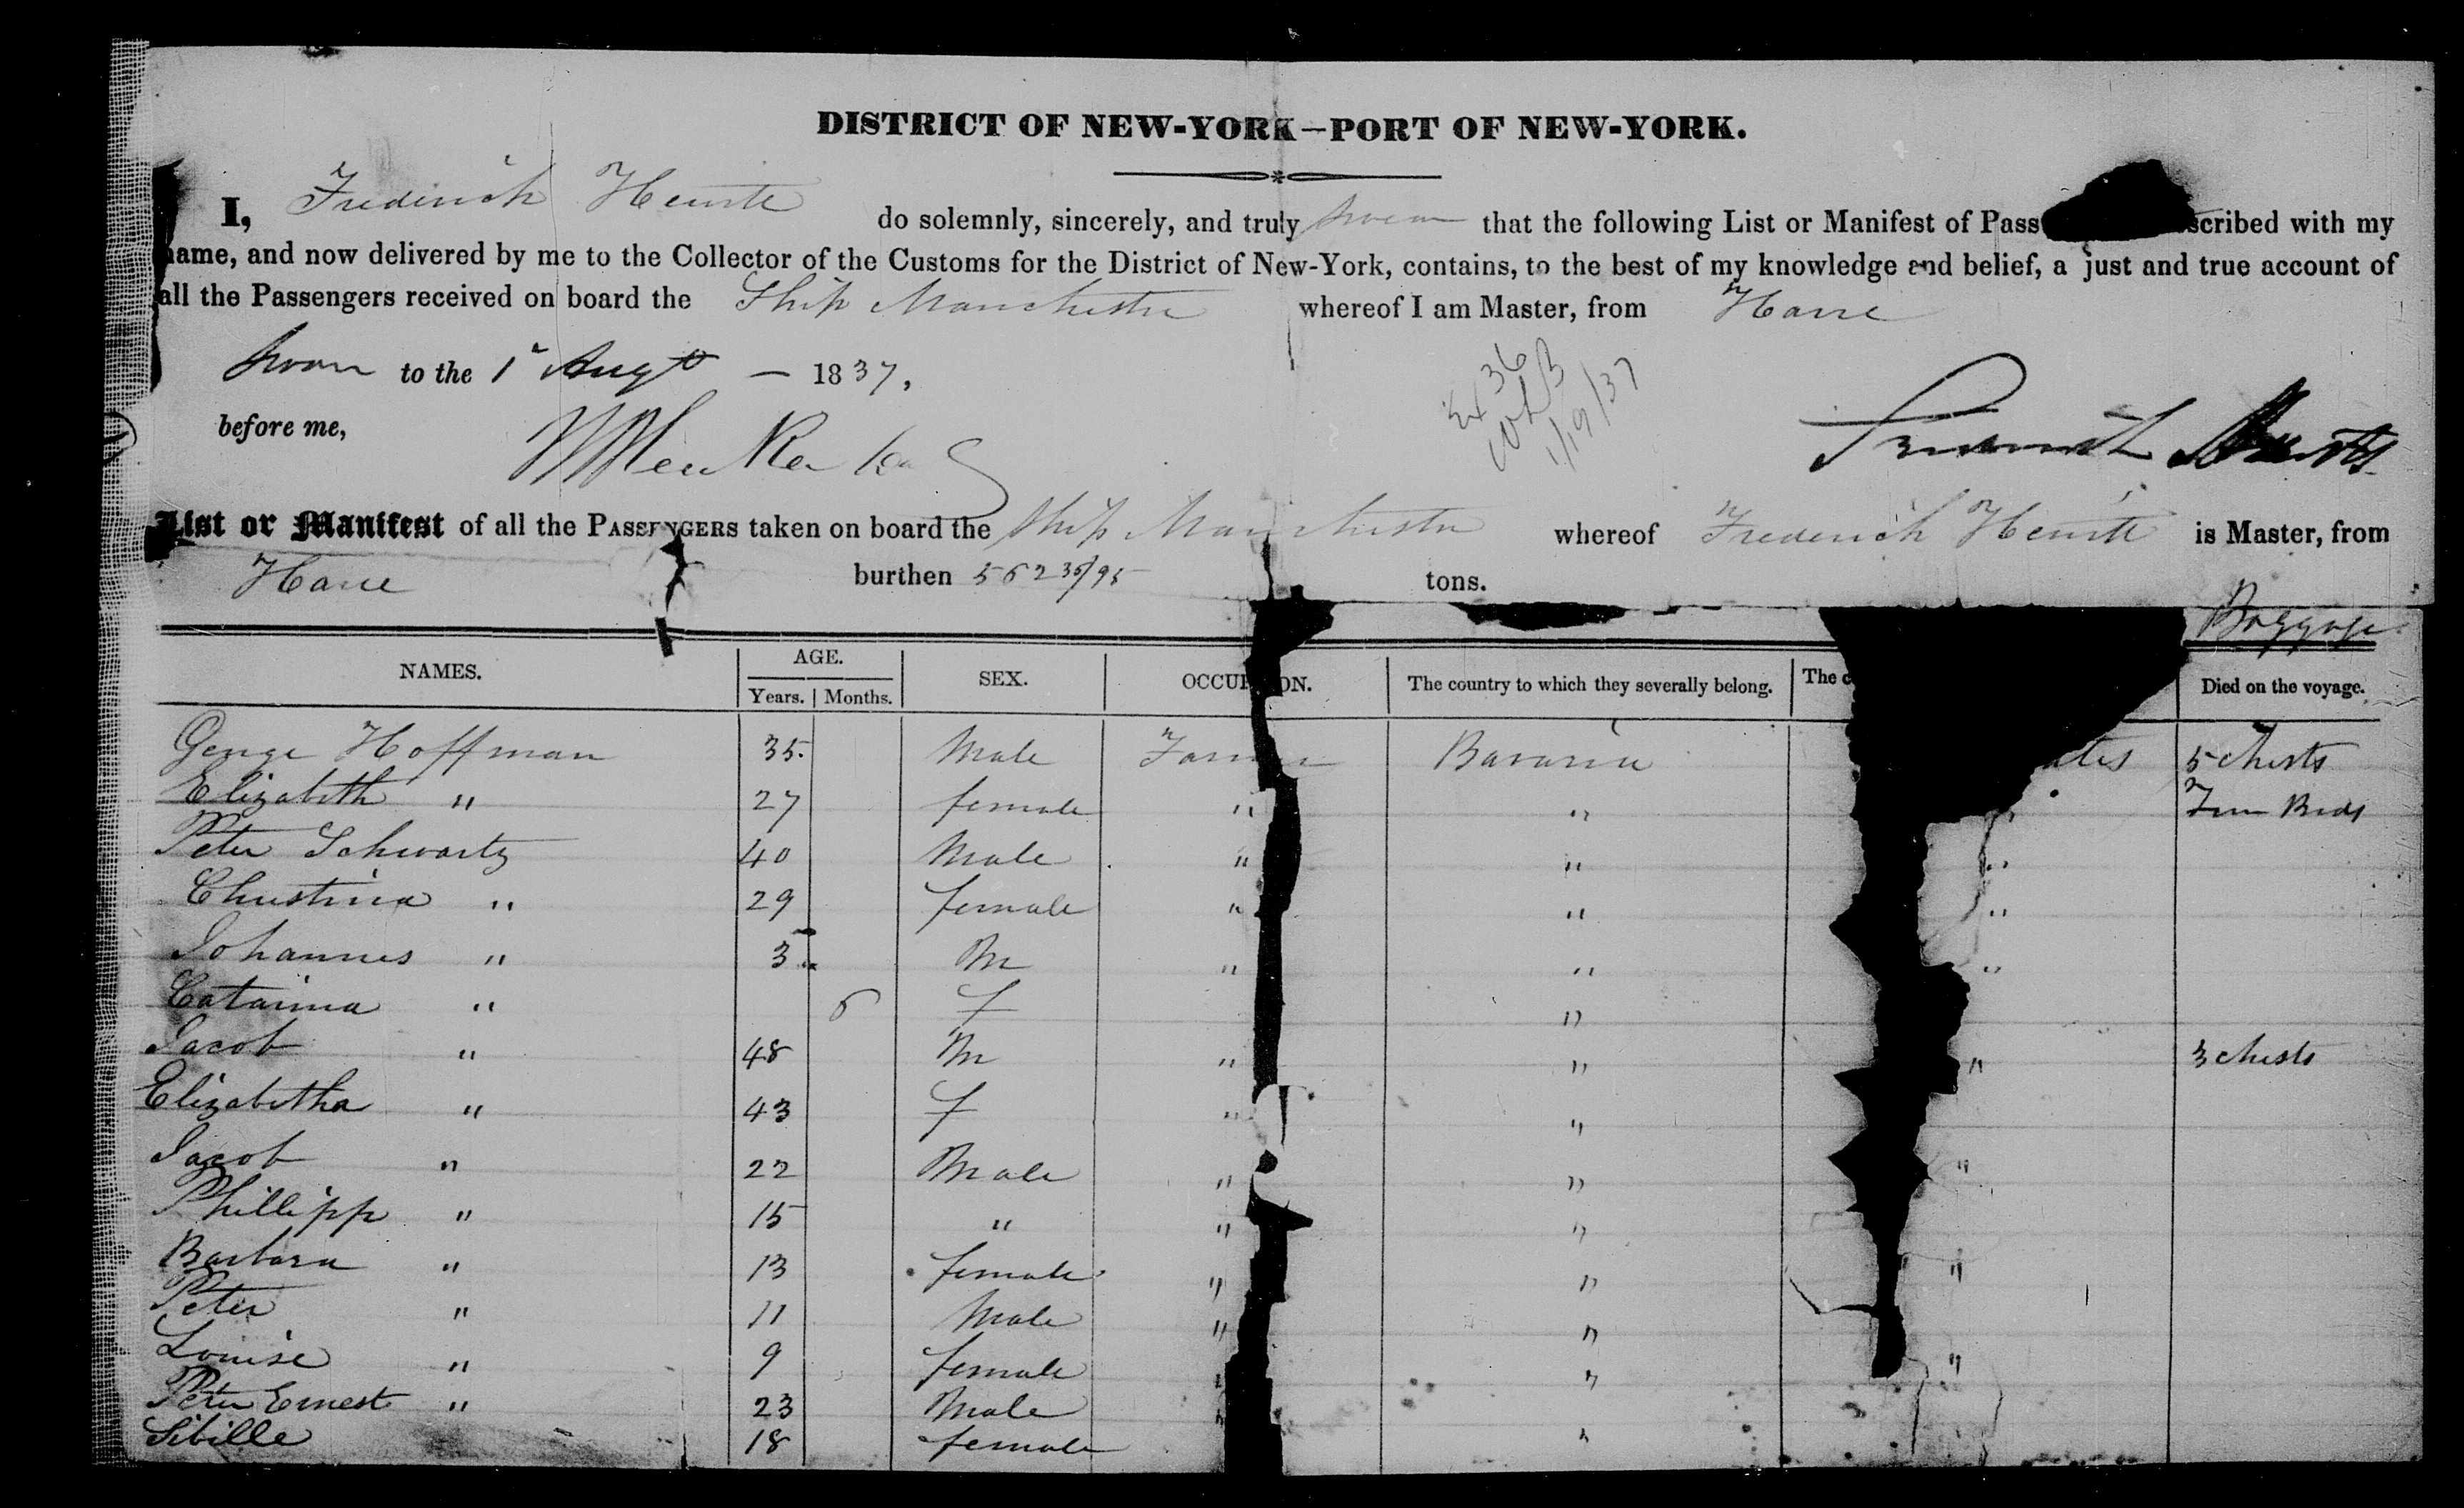 DISTRICT OF NEW-YORK—PORT OF NEW-YORK.
I, Frederick do solemnly, sincerely, and truly swear that the following List or Manifest of Pass scribed with my
name, and now delivered by me to the Collector of the Customs for the District of New-York, contains, to the best of my knowledge and belief, a just and true account of
all the Passengers received on board the Ship Manchester whereof I am Master, from Havre
Sworn to the 1 Augt — 1837.
before me,
Ex 36
1/19/37
Frederick
List or Manifest of all the PASSENGERS taken on board the Ship Manchester whereof Frederick is Master, from
Havre burthen 562 35/95 tons.
Baggage
NAMES. AGE. Years. Months. SEX. OCCUP ON. The country to which they severally belong. The c Died on the voyage.
George Hoffman 35. Male Farmer Bavaria ates 5 chests
Elizabeth " 27 female " " " Beds
Peter Schwartz 40 Male " " "
Christina " 29 female " " "
Johannes " 3 M " " "
Catarina " 6 F "
Jacob " 48 M " " " 3 chests
Elizabetha " 43 F " "
Jacob " 22 Male " " "
Phillipp " 15 " " "
Barbara " 13 female " " "
Peter " 11 Male " "
Louise " 9 female " " "
Peter Ernest " 23 Male " "
Sibille 18 female "